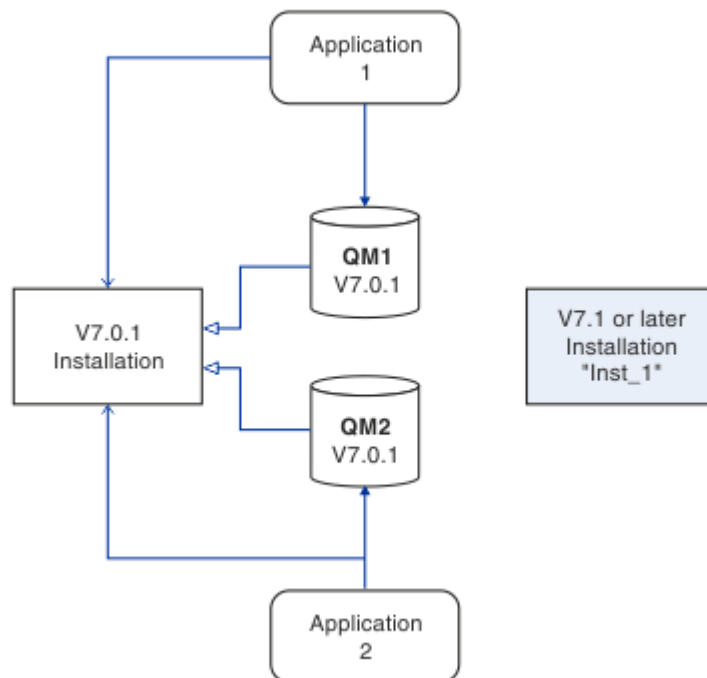 Application
1
QM1
V7.0.1
V7.0.1
Installation
V7.1 or later
Installation
"Inst_1"
QM2
V7.0.1
Application
2